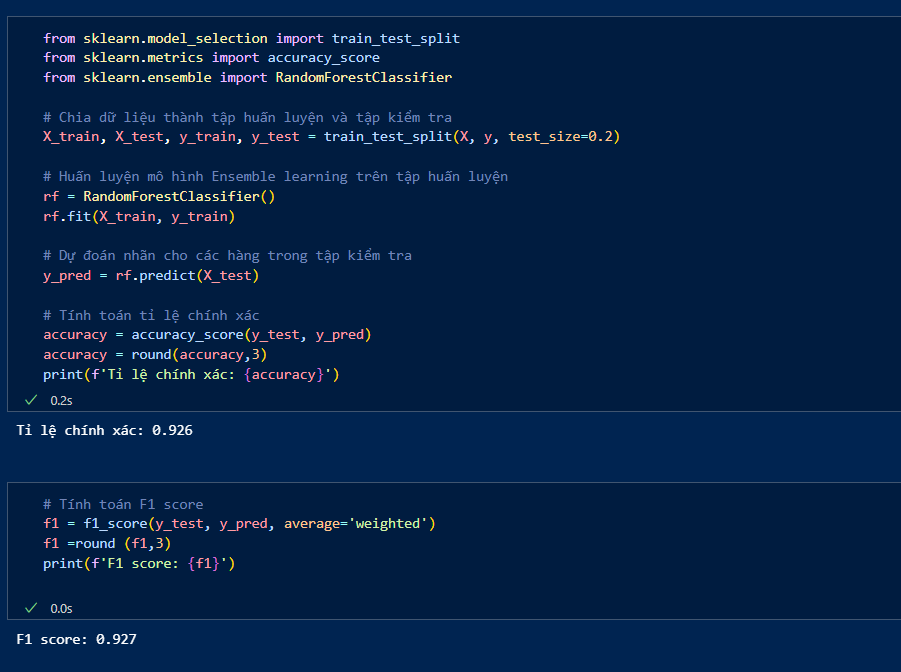 from sklearn.model_selection import train_test_split
from sklearn.metrics import accuracy_score
from sklearn.ensemble import RandomForestClassifier
# Chia dữ liệu thành tập huấn luyện và tập kiểm tra
X_train, X_test, y_train, y_test = train_test_split(X, y, test_size=0.2)
# Huấn luyện mô hình Ensemble learning trên tập huấn luyện
rf = RandomForestClassifier()
rf.fit(X_train, y_train)
# Dự đoán nhãn cho các hàng trong tập kiểm tra
y_pred = rf.predict(X_test)
# Tính toán tỉ lệ chính xác
accuracy = accuracy_score(y_test, y_pred)
accuracy = round(accuracy,3)
print(f'Tỉ lệ chính xác: {accuracy}')
0.2s
Tỉ lệ chính xác: 0.926
# Tính toán F1 score
f1 = f1_score(y_test, y_pred, average='weighted')
f1 =round (f1,3)
print(f'F1 score: {f1}')
0.0s
F1 score: 0.927